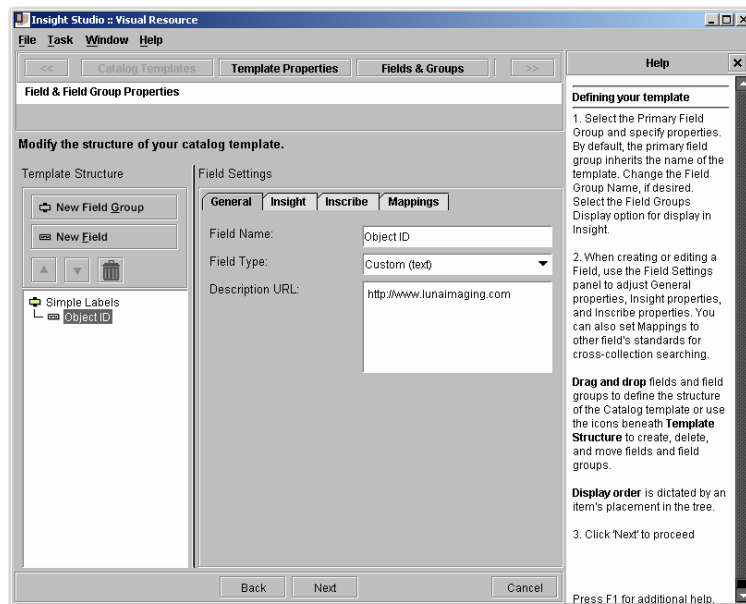 Insight Studio :: Visual Resource
File Task Window Help
<< Catalog Templates Template Properties Fields & Groups >>
Field & Field Group Properties
Modify the structure of your catalog template.
Template Structure
New Field Group
New Field
Simple Labels
Object ID
Field Settings
General Insight Inscribe Mappings
Field Name: Object ID
Field Type: Custom (text)
Description URL: http://www.lunaimaging.com
Back Next Cancel
Help
Defining your template
1. Select the Primary Field
Group and specify properties.
By default, the primary field
group inherits the name of the
template. Change the Field
Group Name, if desired.
Select the Field Groups
Display option for display in
Insight.
2. When creating or editing a
Field, use the Field Settings
panel to adjust General
properties, Insight properties,
and Inscribe properties. You
can also set Mappings to
other field's standards for
cross-collection searching.
Drag and drop fields and field
groups to define the structure
of the Catalog template or use
the icons beneath Template
Structure to create, delete,
and move fields and field
groups.
Display order is dictated by an
item's placement in the tree.
3. Click 'Next' to proceed
Press F1 for additional help.